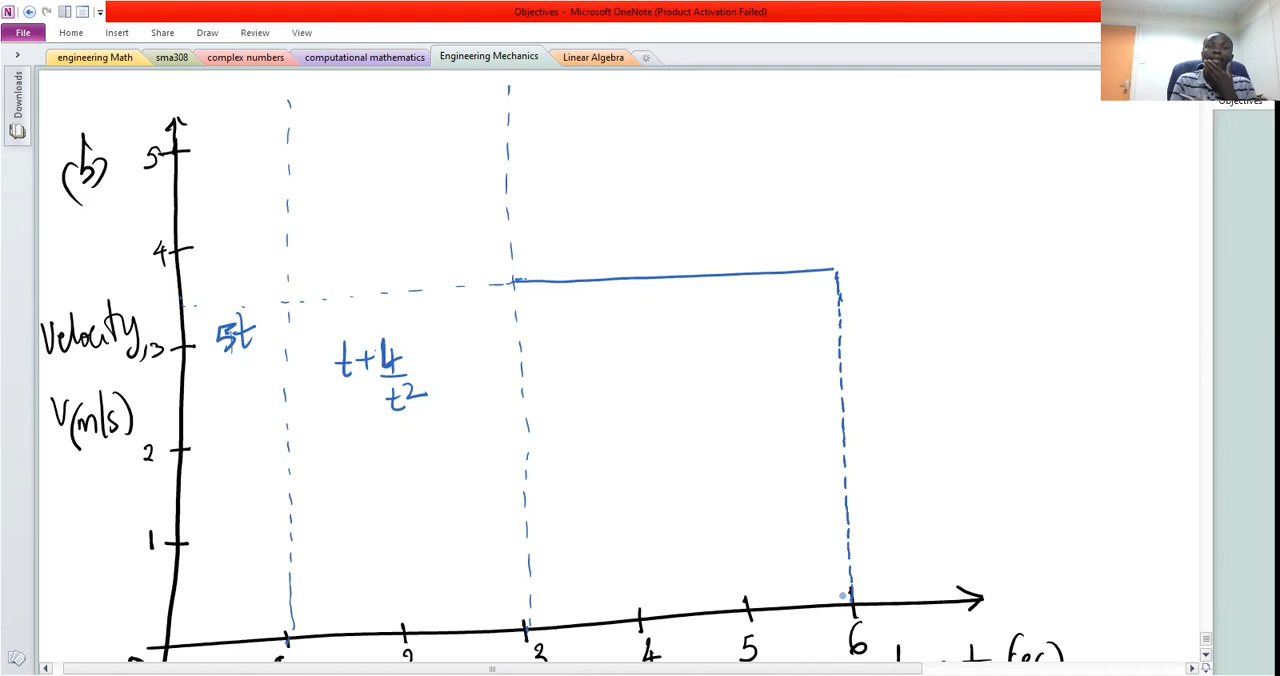 Objectives - Microsoft OneNote (Product Activation Failed)
File Home Insert Share Draw Review View
engineering Math sma308 complex numbers computational mathematics Engineering Mechanics Linear Algebra
Downloads
Objectives
(b)
5
4
Velocity, 3
V(m/s)
5t
t+4
t2
2
1
2 3 4 5 6